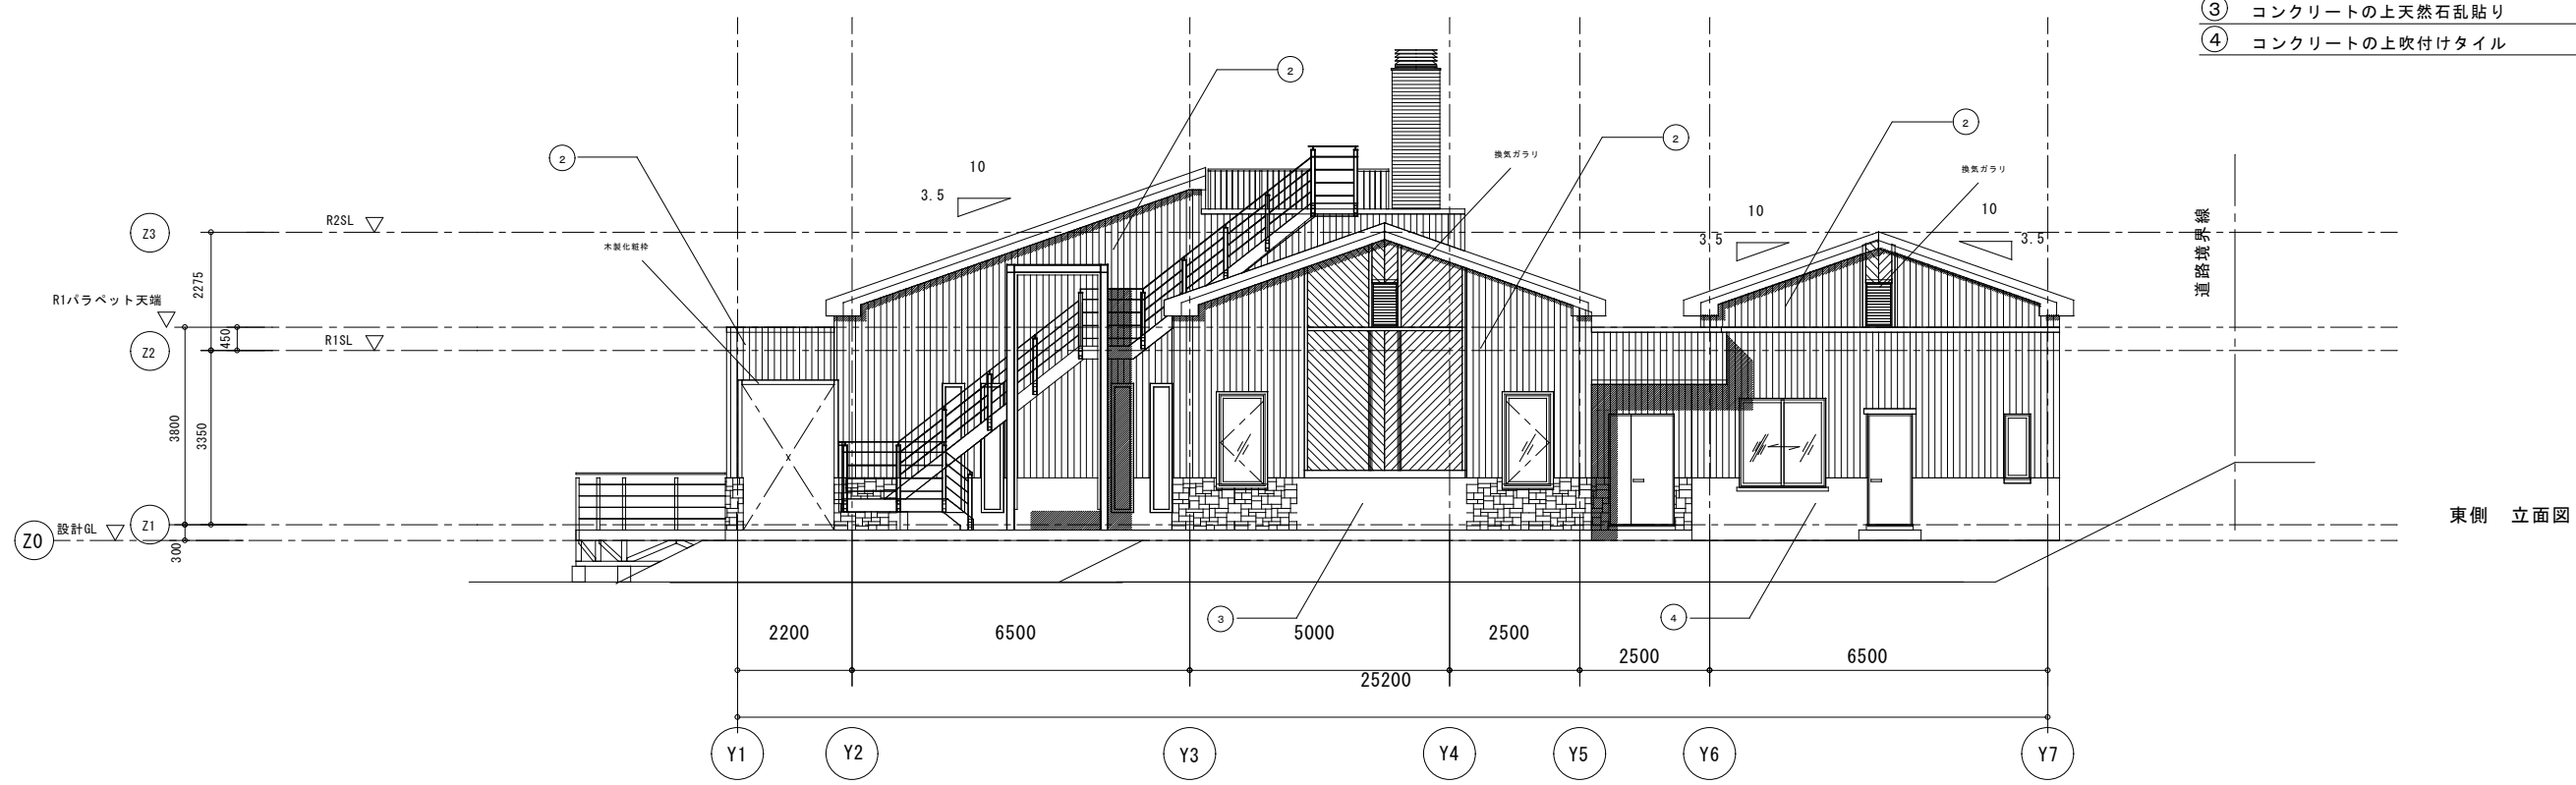 ③ コンクリートの上天然石乱貼り
④ コンクリートの上吹付けタイル
2
2
2
2
換気ガラリ
換気ガラリ
10
3.5
10
3.5
10
3.5
Z3
R2SL
木製化粧枠
道路境界線
2275
R1パラペット天端
450
Z2
R1SL
3800
3350
x
Z0
設計GL
Z1
300
東側 立面図
3
4
2200
6500
5000
2500
2500
6500
25200
Y1
Y2
Y3
Y4
Y5
Y6
Y7